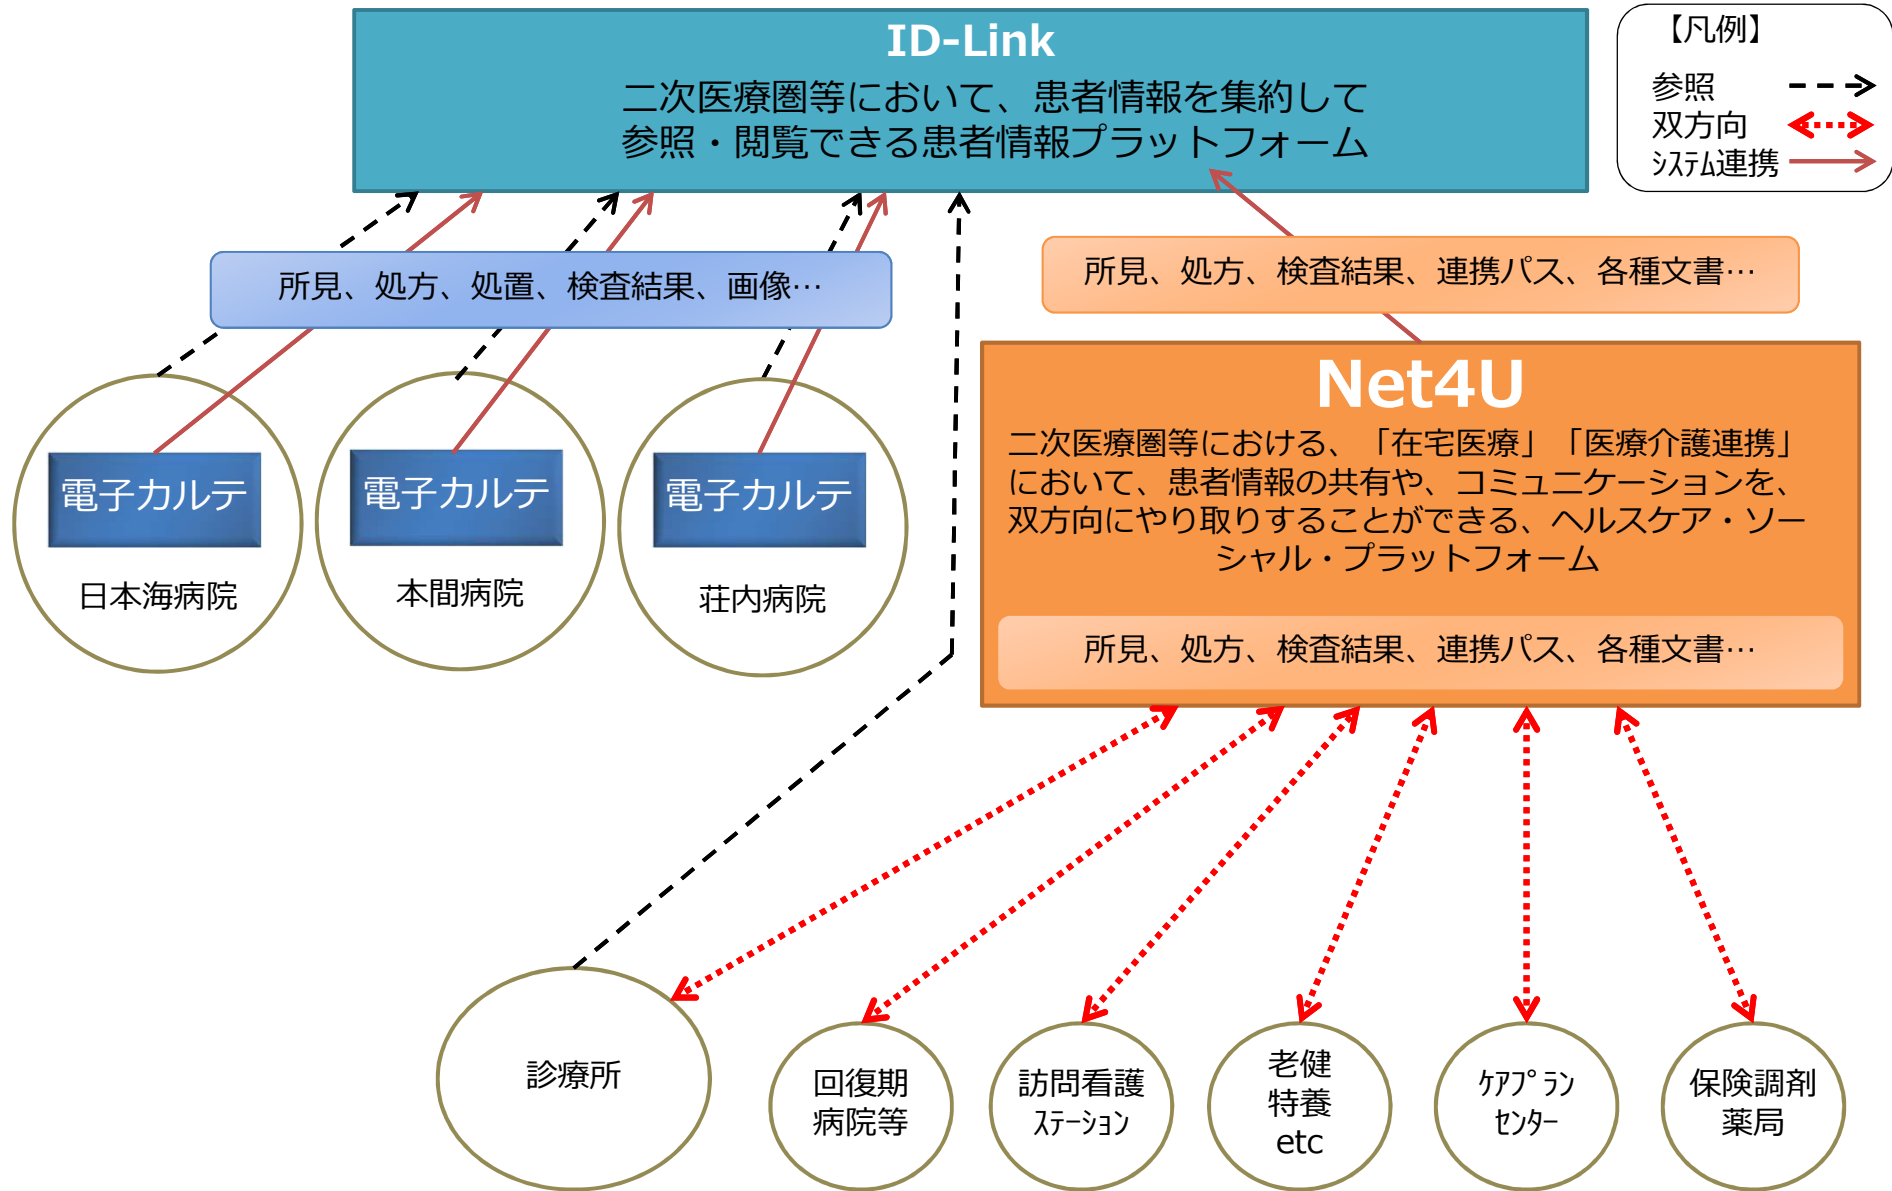 ID-Link
二次医療圏等において、患者情報を集約して
参照・閲覧できる患者情報プラットフォーム
【凡例】
参照
双方向
ｼｽﾃﾑ連携
所見、処方、処置、検査結果、画像…
所見、処方、検査結果、連携パス、各種文書…
電子カルテ
日本海病院
電子カルテ
本間病院
電子カルテ
荘内病院
Net4U
二次医療圏等における、「在宅医療」「医療介護連携」
において、患者情報の共有や、コミュニケーションを、
双方向にやり取りすることができる、ヘルスケア・ソー
シャル・プラットフォーム
所見、処方、検査結果、連携パス、各種文書…
診療所
回復期
病院等
訪問看護
ｽﾃｰｼｮﾝ
老健
特養
etc
ｹｱﾌﾟﾗﾝ
ｾﾝﾀｰ
保険調剤
薬局